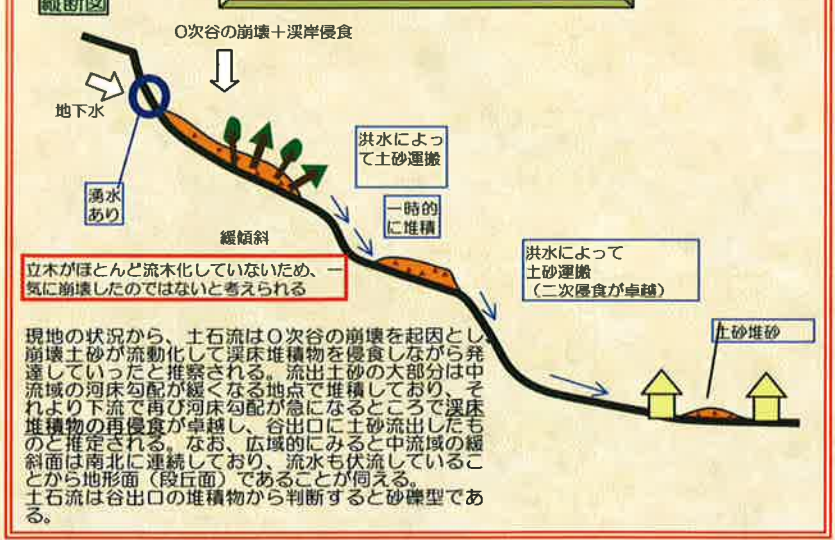 縦断図
0次谷の崩壊+渓岸侵食
地下水
湧水
あり
洪水によっ
て土砂運搬
一時的
に堆積
緩傾斜
立木がほとんど流木化していないため、一
気に崩壊したのではないと考えられる
洪水によって
土砂運搬
(二次侵食が卓越)
土砂堆砂
現地の状況から、土石流は0次谷の崩壊を起因とし、
崩壊土砂が流動化して渓床堆積物を侵食しながら発
達していったと推察される。流出土砂の大部分は中
流域の河床勾配が緩くなる地点で堆積しており、そ
れより下流で再び河床勾配が急になるところで渓床
堆積物の再侵食が卓越し、谷出口に土砂流出したも
のと推定される。なお、広域的にみると中流域の緩
斜面は南北に連続しており、流水も伏流しているこ
とから地形面(段丘面)であることが伺える。
土石流は谷出口の堆積物から判断すると砂礫型であ
る。